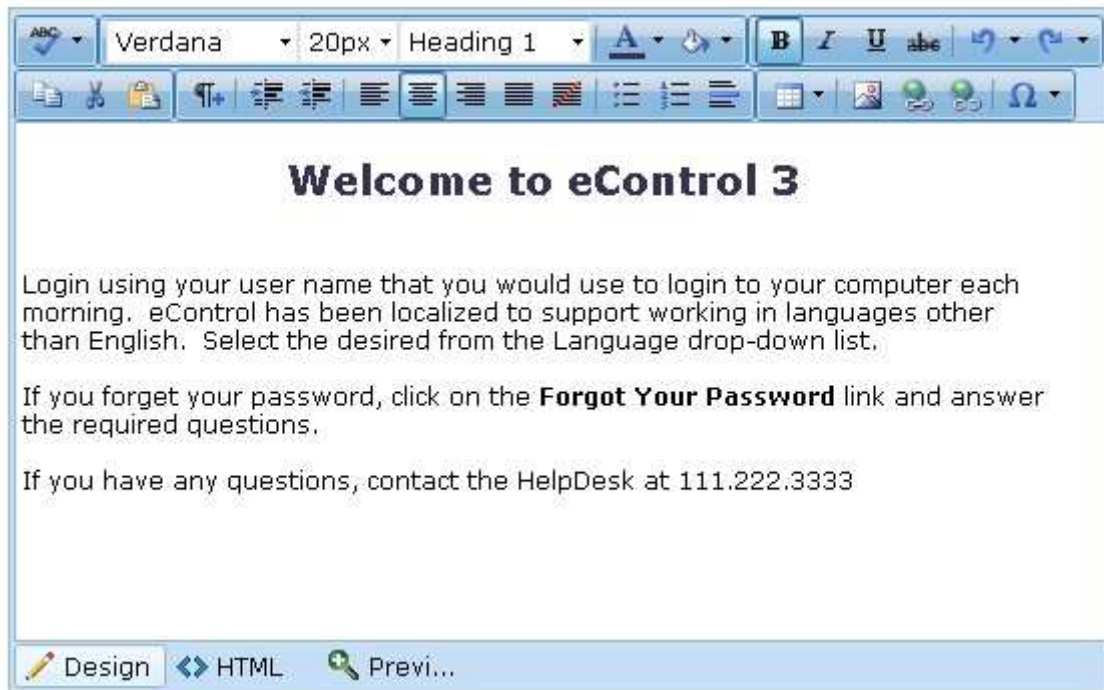 ABC
Verdana 20px Heading 1 A B I U abc
Ω
Welcome to eControl 3
Login using your user name that you would use to login to your computer each
morning.  eControl has been localized to support working in languages other
than English.  Select the desired from the Language drop-down list.
If you forget your password, click on the Forgot Your Password link and answer
the required questions.
If you have any questions, contact the HelpDesk at 111.222.3333
Design HTML Previ...